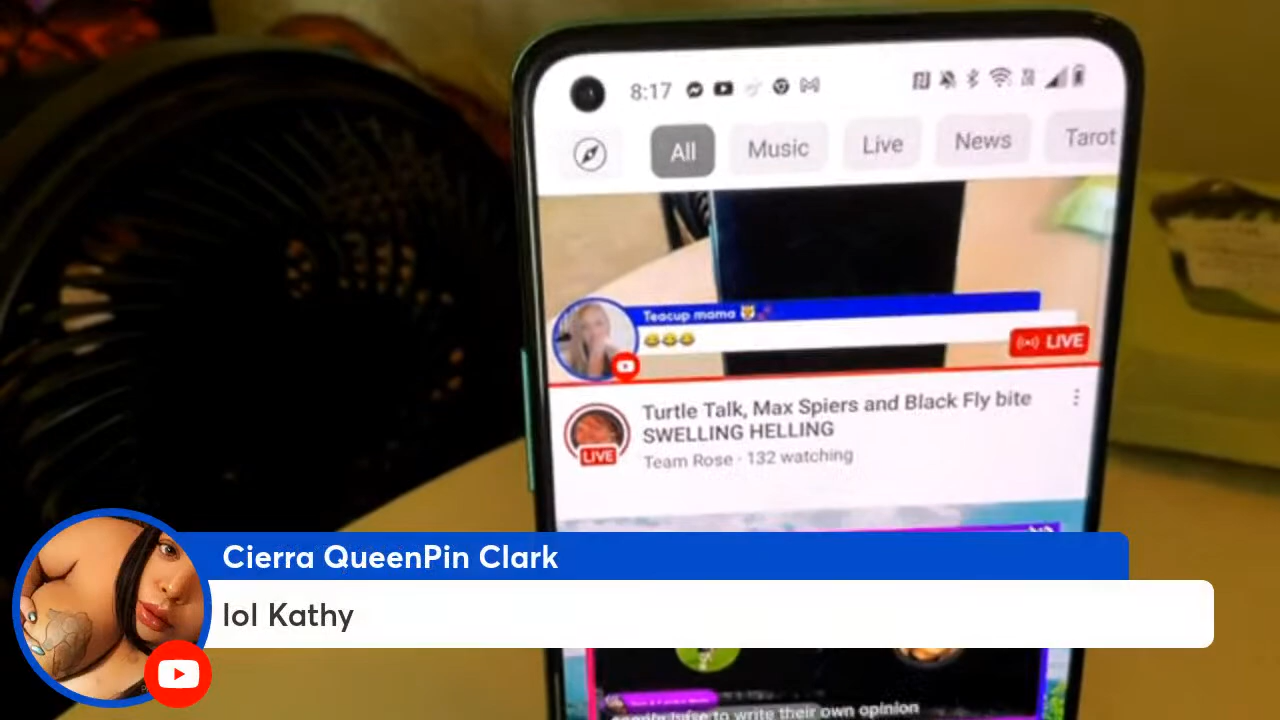 8:17
All
Music
Live
News
Tarot
Teacup mama
LIVE
Turtle Talk, Max Spiers and Black Fly bite
SWELLING HELLING
LIVE
Team Rose · 132 watching
Cierra QueenPin Clark
lol Kathy
to write their own opinion